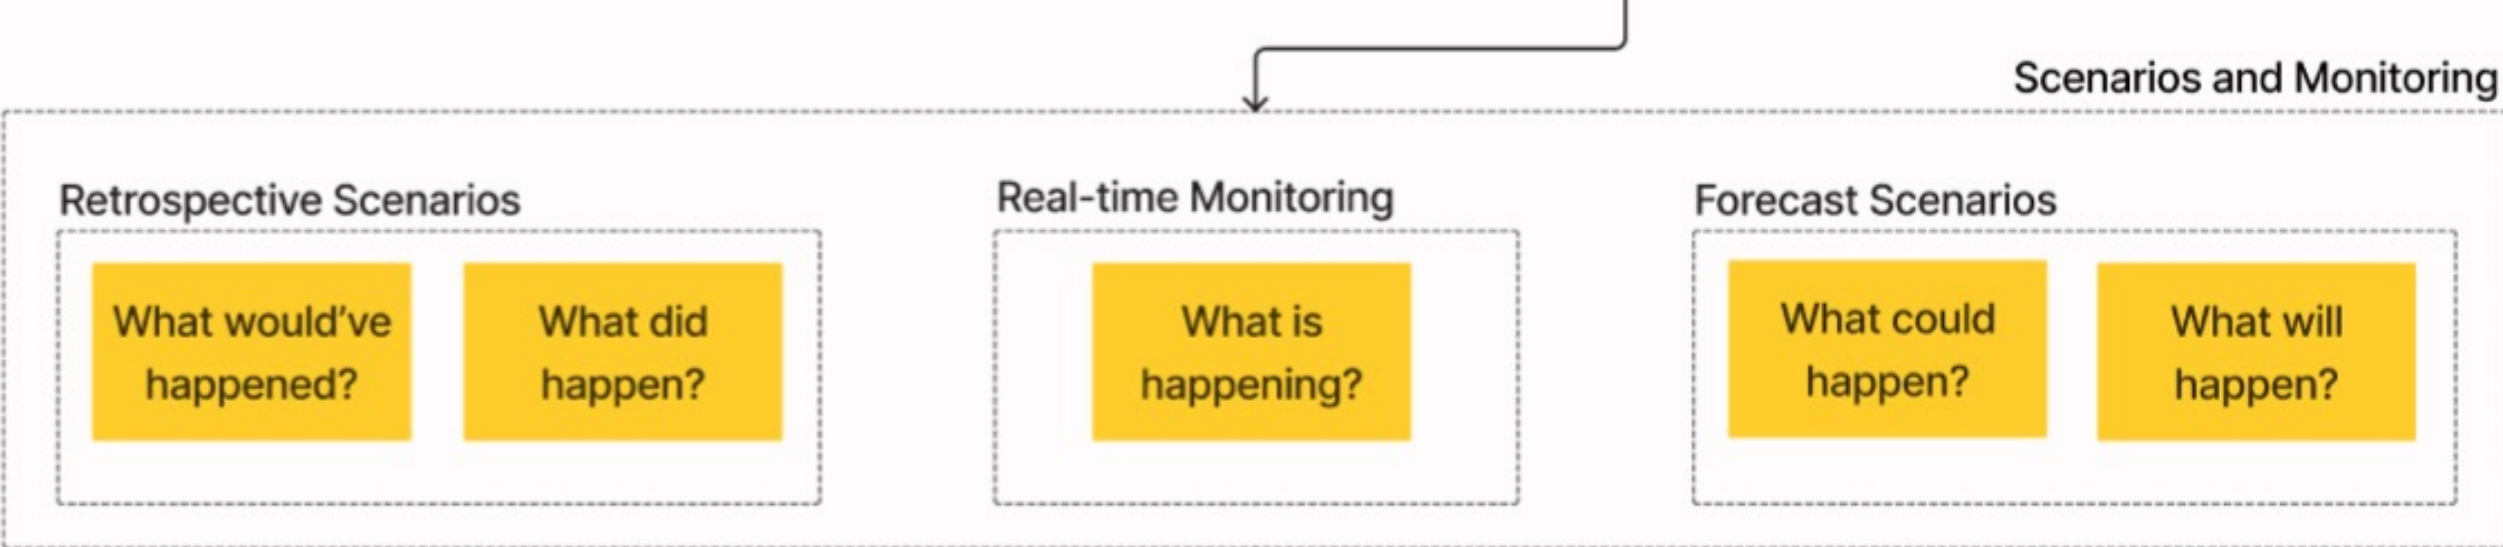 Scenarios and Monitoring
Retrospective Scenarios
What would’ve
happened?
What did
happen?
Real-time Monitoring
What is
happening?
Forecast Scenarios
What could
happen?
What will
happen?